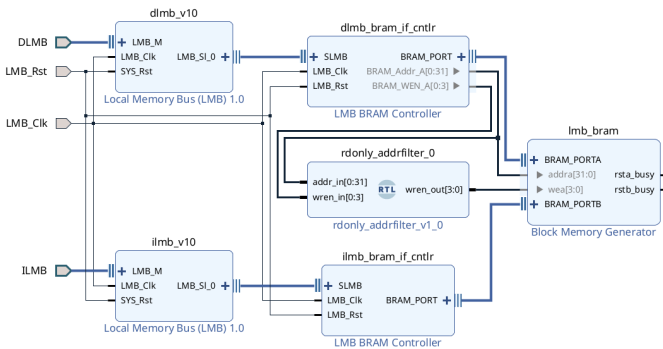 dlmb_v10
DLMB
LMB_M
LMB_Clk
LMB_Sl_0
SYS_Rst
Local Memory Bus (LMB) 1.0
LMB_Rst
LMB_Clk
dlmb_bram_if_cntlr
SLMB
BRAM_PORT
LMB_Clk
BRAM_Addr_A[0:31]
LMB_Rst
BRAM_WEN_A[0:3]
LMB BRAM Controller
rdonly_addrfilter_0
addr_in[0:31]
RTL
wren_out[3:0]
wren_in[0:3]
rdonly_addrfilter_v1_0
lmb_bram
BRAM_PORTA
addra[31:0]
rsta_busy
wea[3:0]
rstb_busy
BRAM_PORTB
Block Memory Generator
ilmb_v10
ILMB
LMB_M
LMB_Clk
LMB_Sl_0
SYS_Rst
Local Memory Bus (LMB) 1.0
ilmb_bram_if_cntlr
SLMB
LMB_Clk
BRAM_PORT
LMB_Rst
LMB BRAM Controller